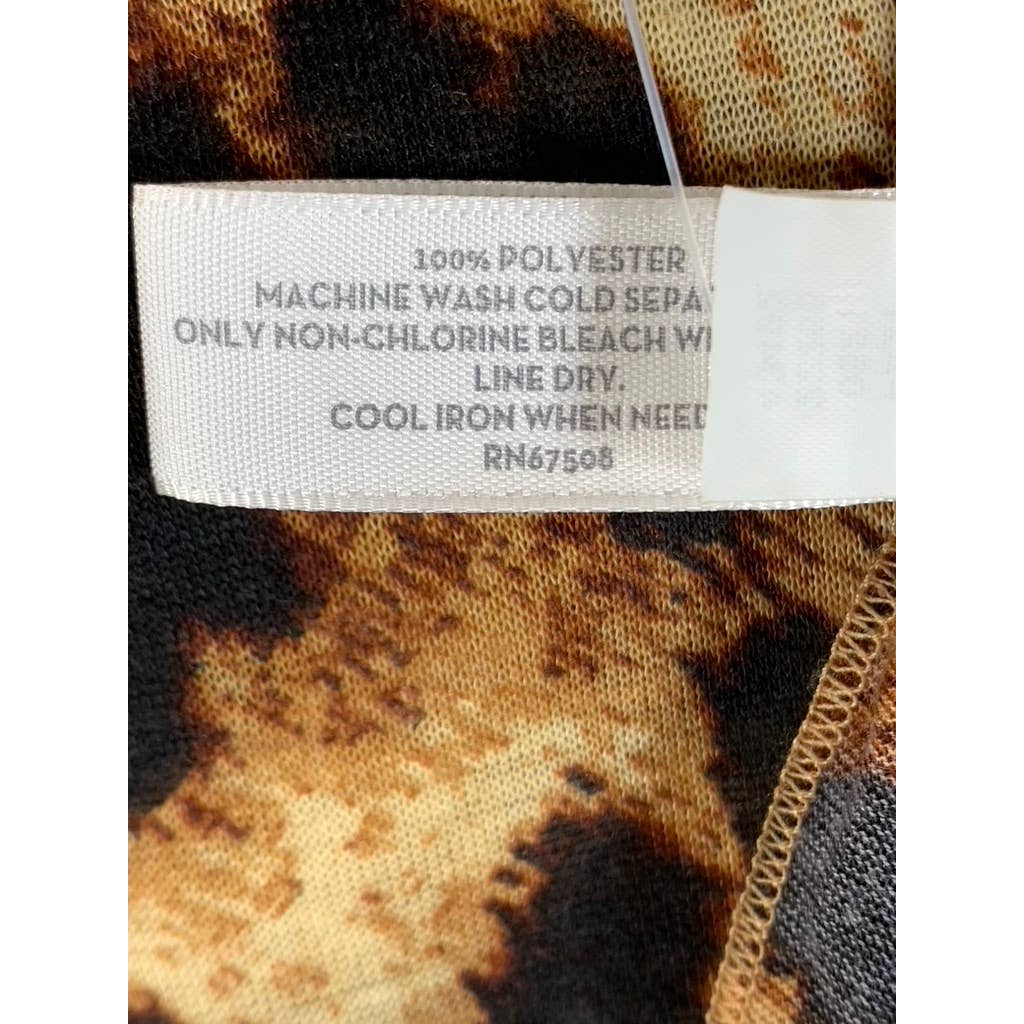 100% POLYESTER
MACHINE WASH COLD SEPA
ONLY NON-CHLORINE BLEACH
LINE DRY.
COOL IRON WHEN NEED
RN67508